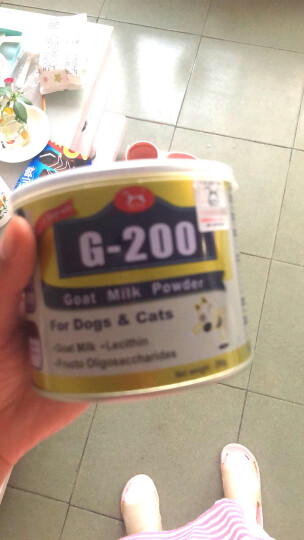 G-200
Goat Milk Powder
For Dogs & Cats
•Goat Milk •Lecithin
•Fructo Oligosaccharides
Net weight: